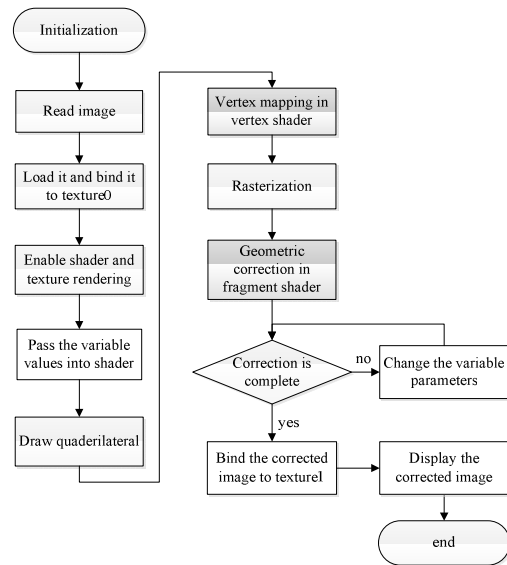 Initialization
Read image
Load it and bind it
to texture0
Enable shader and
texture rendering
Pass the variable
values into shader
Draw quaderilateral
Vertex mapping in
vertex shader
Rasterization
Geometric
correction in
fragment shader
Correction is
complete
no
Change the variable
parameters
yes
Bind the corrected
image to texture1
Display the
corrected image
end